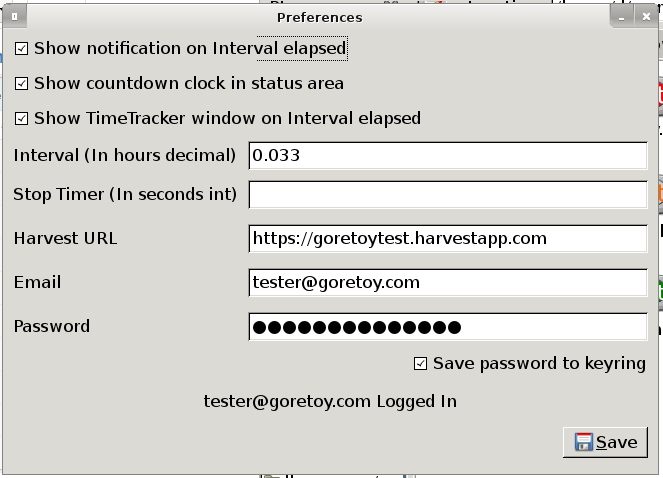 Preferences
Show notification on Interval elapsed
Show countdown clock in status area
Show TimeTracker window on Interval elapsed
Interval (In hours decimal) 0.033
Stop Timer (In seconds int)
Harvest URL https://goretoytest.harvestapp.com
Email tester@goretoy.com
Password ●●●●●●●●●●●●●●
Save password to keyring
tester@goretoy.com Logged In
Save